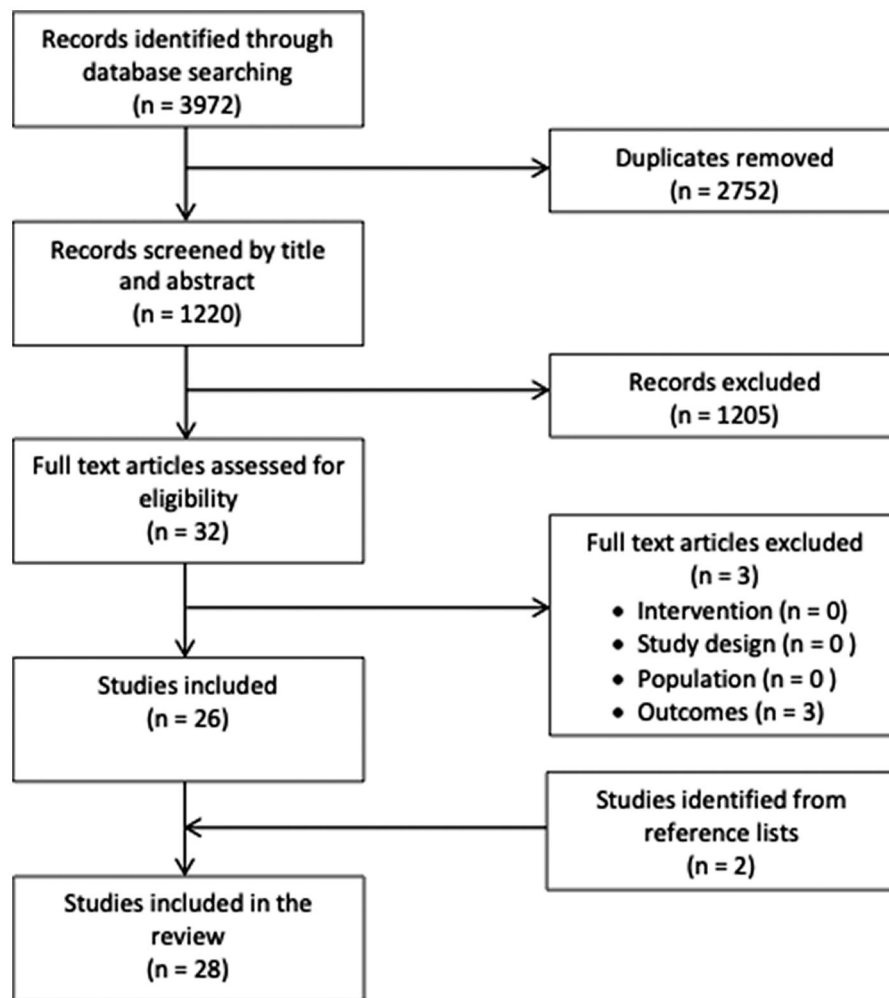 Records identified through
database searching
(n = 3972)
Duplicates removed
(n = 2752)
Records screened by title
and abstract
(n = 1220)
Records excluded
(n = 1205)
Full text articles assessed for
eligibility
(n = 32)
Full text articles excluded
(n = 3)
• Intervention (n = 0)
• Study design (n = 0 )
• Population (n = 0 )
• Outcomes (n = 3)
Studies included
(n = 26)
Studies identified from
reference lists
(n = 2)
Studies included in the
review
(n = 28)